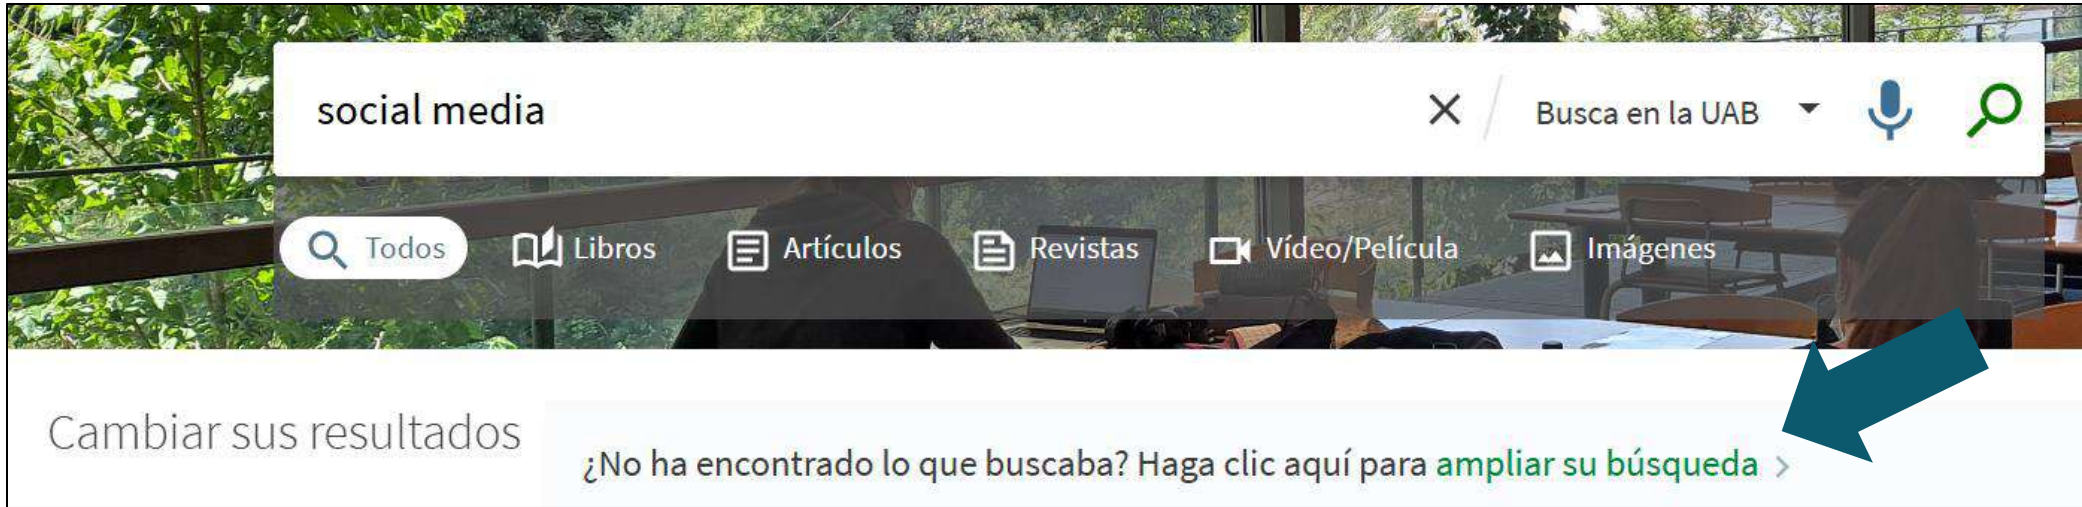 social media
Busca en la UAB
Todos Libros Artículos Revistas Vídeo/Película Imágenes
Cambiar sus resultados
¿No ha encontrado lo que buscaba? Haga clic aquí para ampliar su búsqueda >